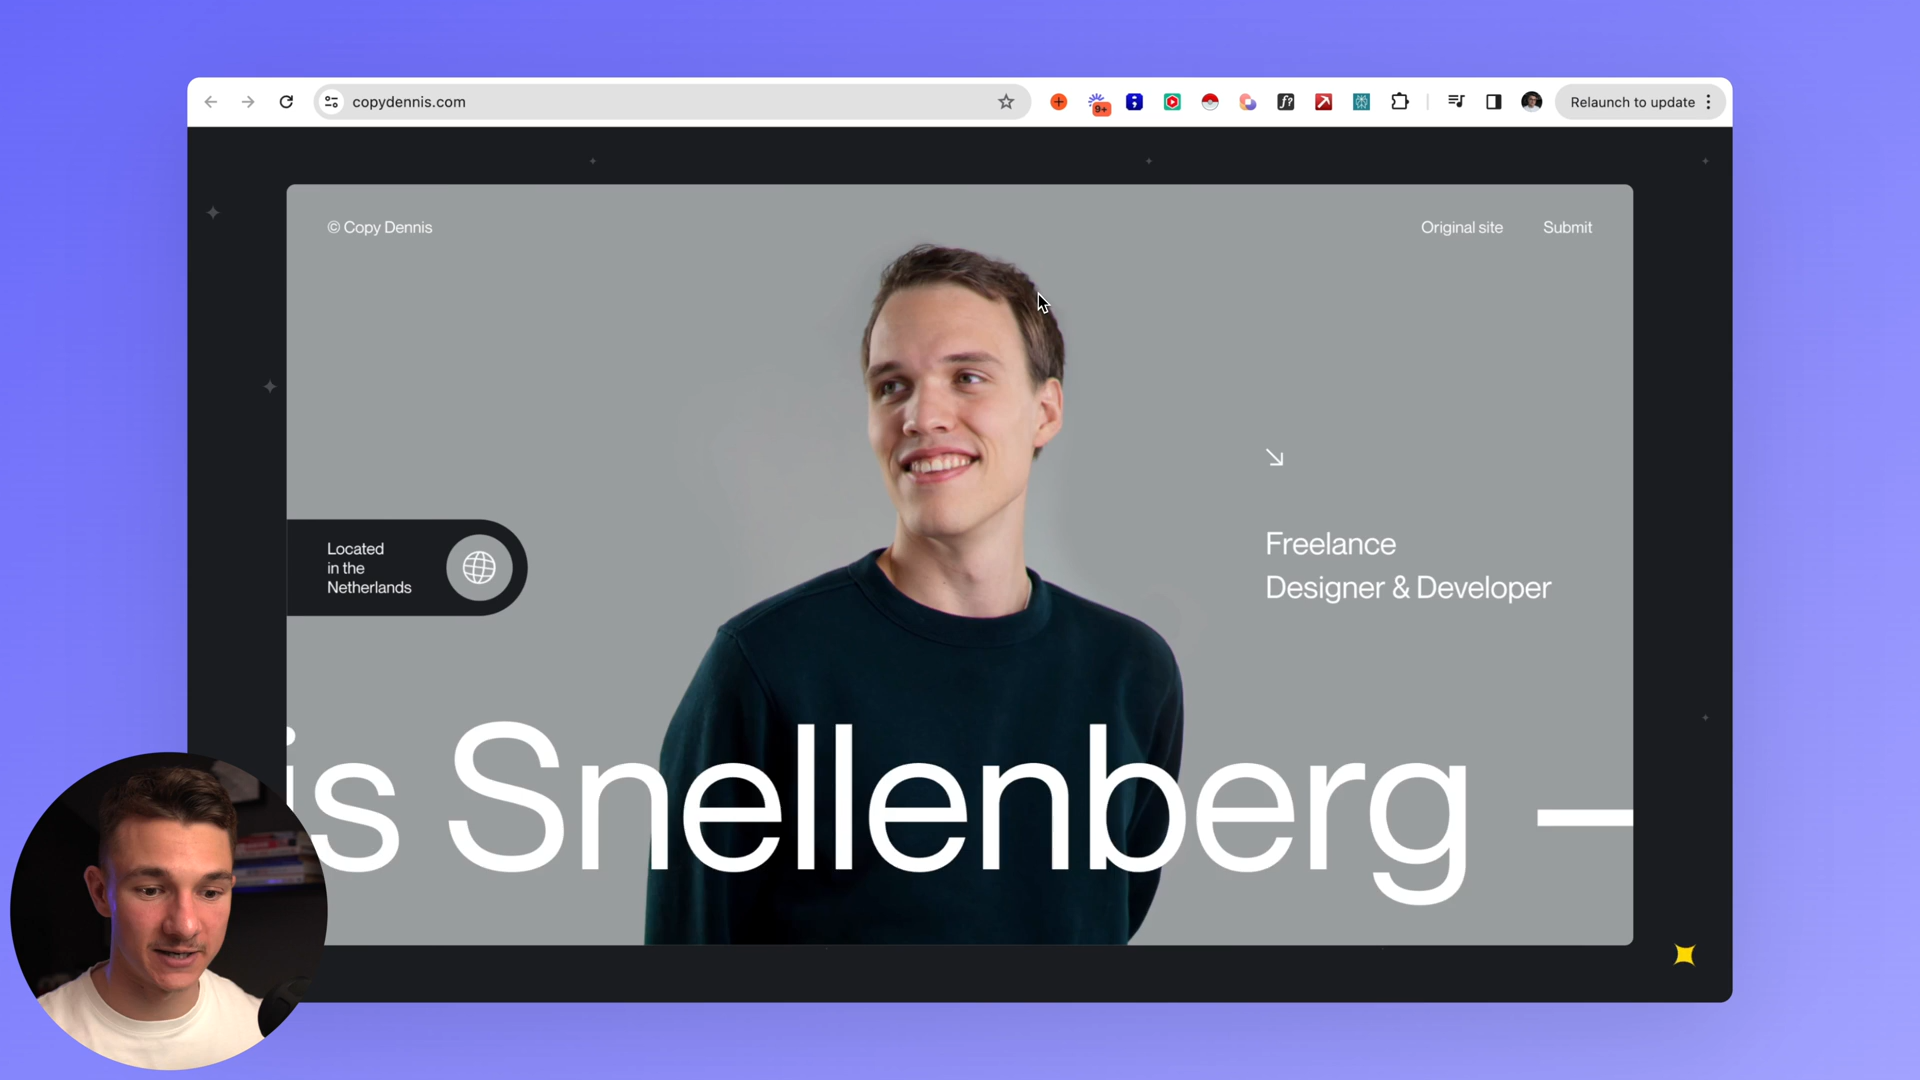 copydennis.com
9+
f?
Relaunch to update
© Copy Dennis
Original site
Submit
Located
in the
Netherlands
Freelance
Designer & Developer
is Snellenberg —